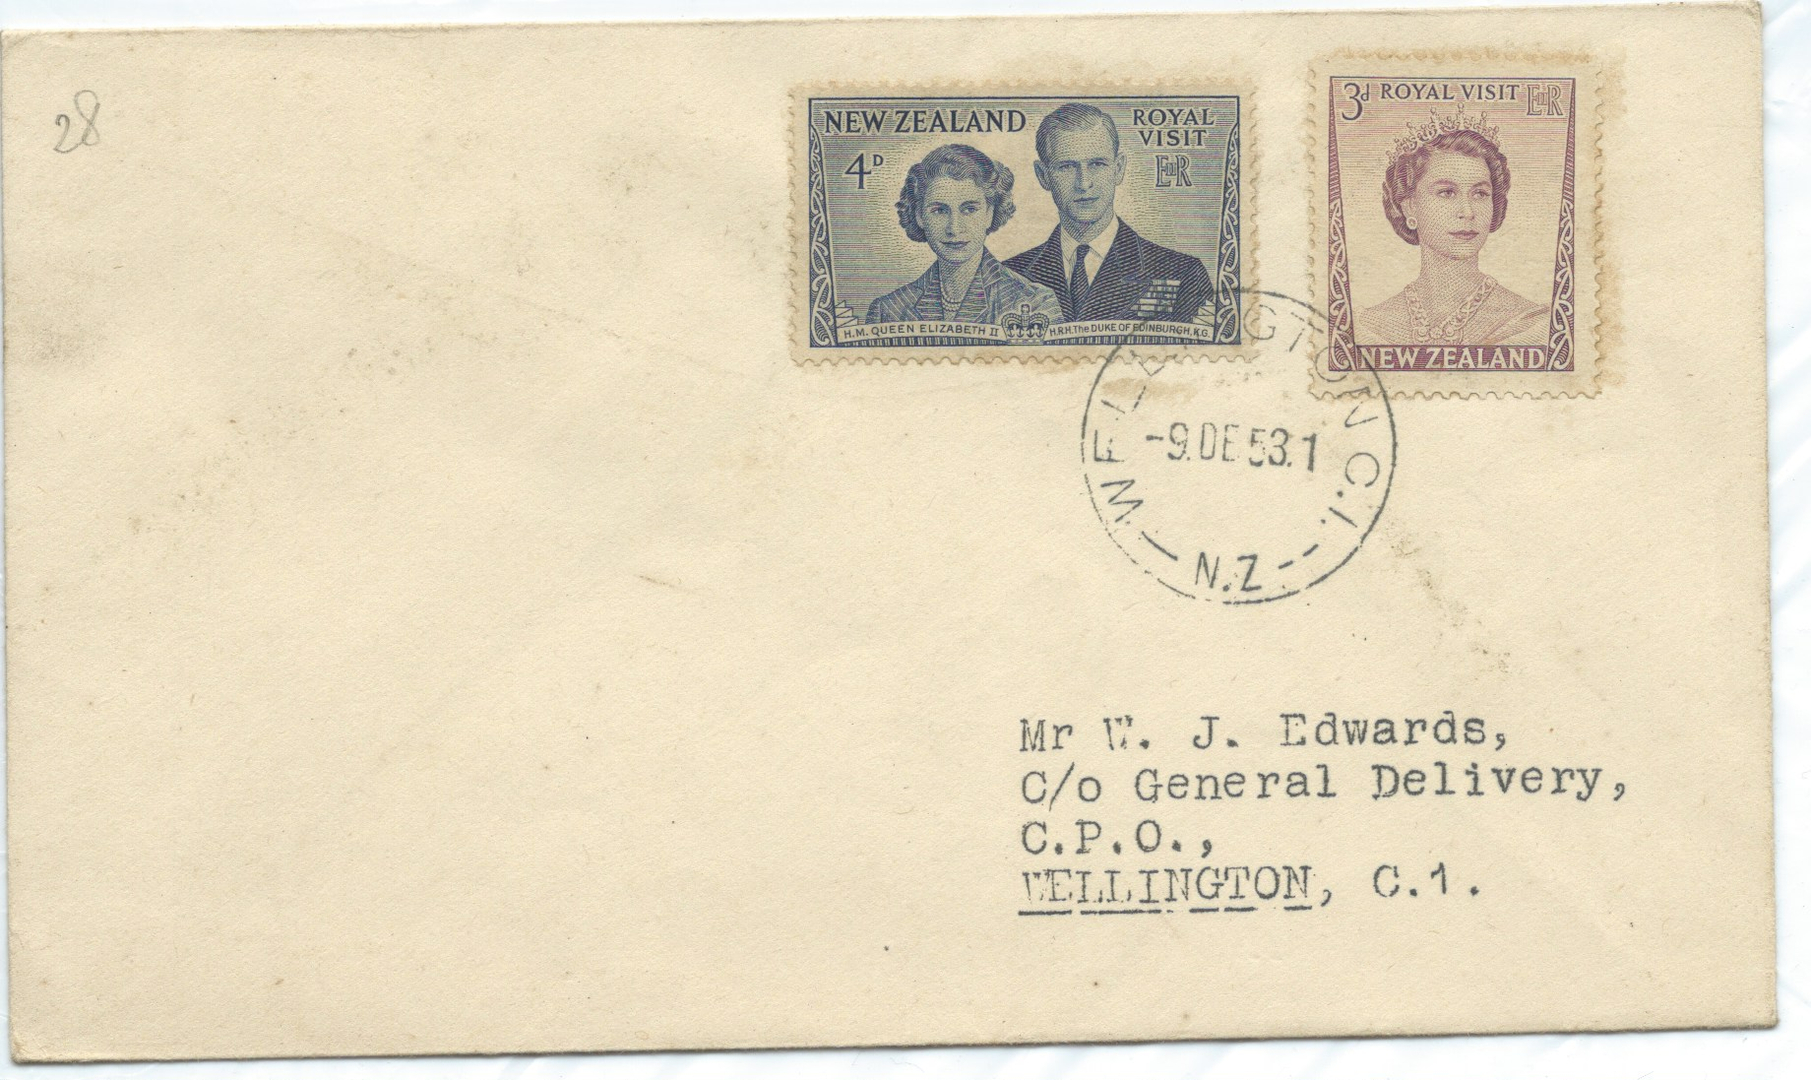 28
NEW ZEALAND
ROYAL
VISIT
4D
EIIR
H.M. QUEEN ELIZABETH II
H.R.H. The DUKE OF EDINBURGH, K.G.
3d ROYAL VISIT EIIR
NEW ZEALAND
WELLINGTON C.1.
-9.DE 53.1
N.Z
Mr W. J. Edwards,
C/o General Delivery,
C.P.O.,
WELLINGTON, C.1.